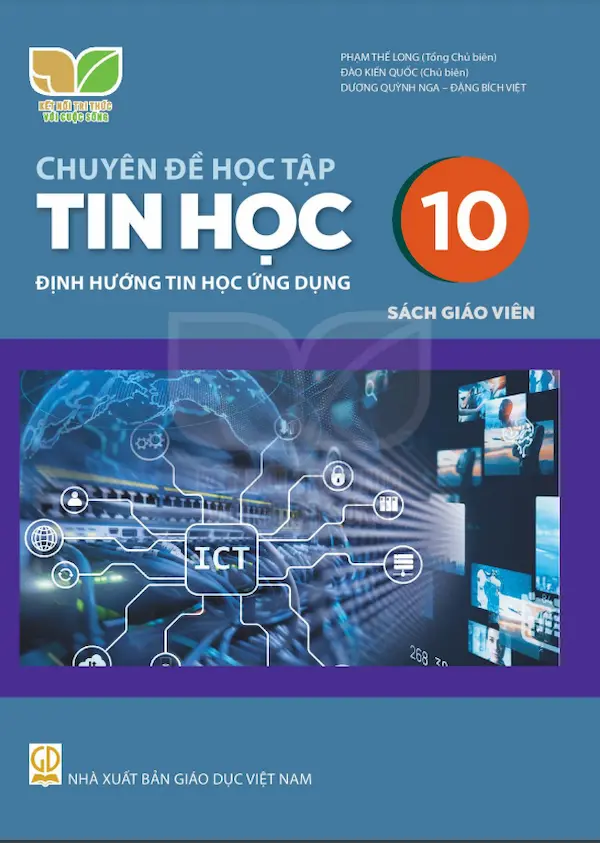 PHẠM THẾ LONG (Tổng Chủ biên)
ĐÀO KIẾN QUỐC (Chủ biên)
DƯƠNG QUỲNH NGA – ĐẶNG BÍCH VIỆT
KẾT NỐI TRI THỨC
VỚI CUỘC SỐNG
CHUYÊN ĐỀ HỌC TẬP
TIN HỌC
10
ĐỊNH HƯỚNG TIN HỌC ỨNG DỤNG
SÁCH GIÁO VIÊN
ICT
268
GD
NHÀ XUẤT BẢN GIÁO DỤC VIỆT NAM